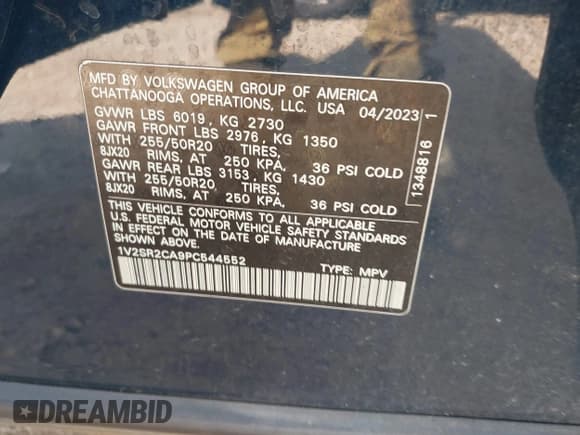 MFD BY VOLKSWAGEN GROUP OF AMERICA
CHATTANOOGA OPERATIONS, LLC. USA 04/2023
GVWR LBS 6019, KG 2730
GAWR FRONT LBS 2976, KG 1350
WITH 255/50R20 TIRES,
8JX20 RIMS, AT 250 KPA, 36 PSI COLD
GAWR REAR LBS 3153, KG 1430
WITH 255/50R20 TIRES,
8JX20 RIMS, AT 250 KPA, 36 PSI COLD
THIS VEHICLE CONFORMS TO ALL APPLICABLE
U.S. FEDERAL MOTOR VEHICLE SAFETY STANDARDS
IN EFFECT ON THE DATE OF MANUFACTURE
SHOWN ABOVE.
1V2SR2CA9PC544552 TYPE: MPV
1348816 1
DREAMBID